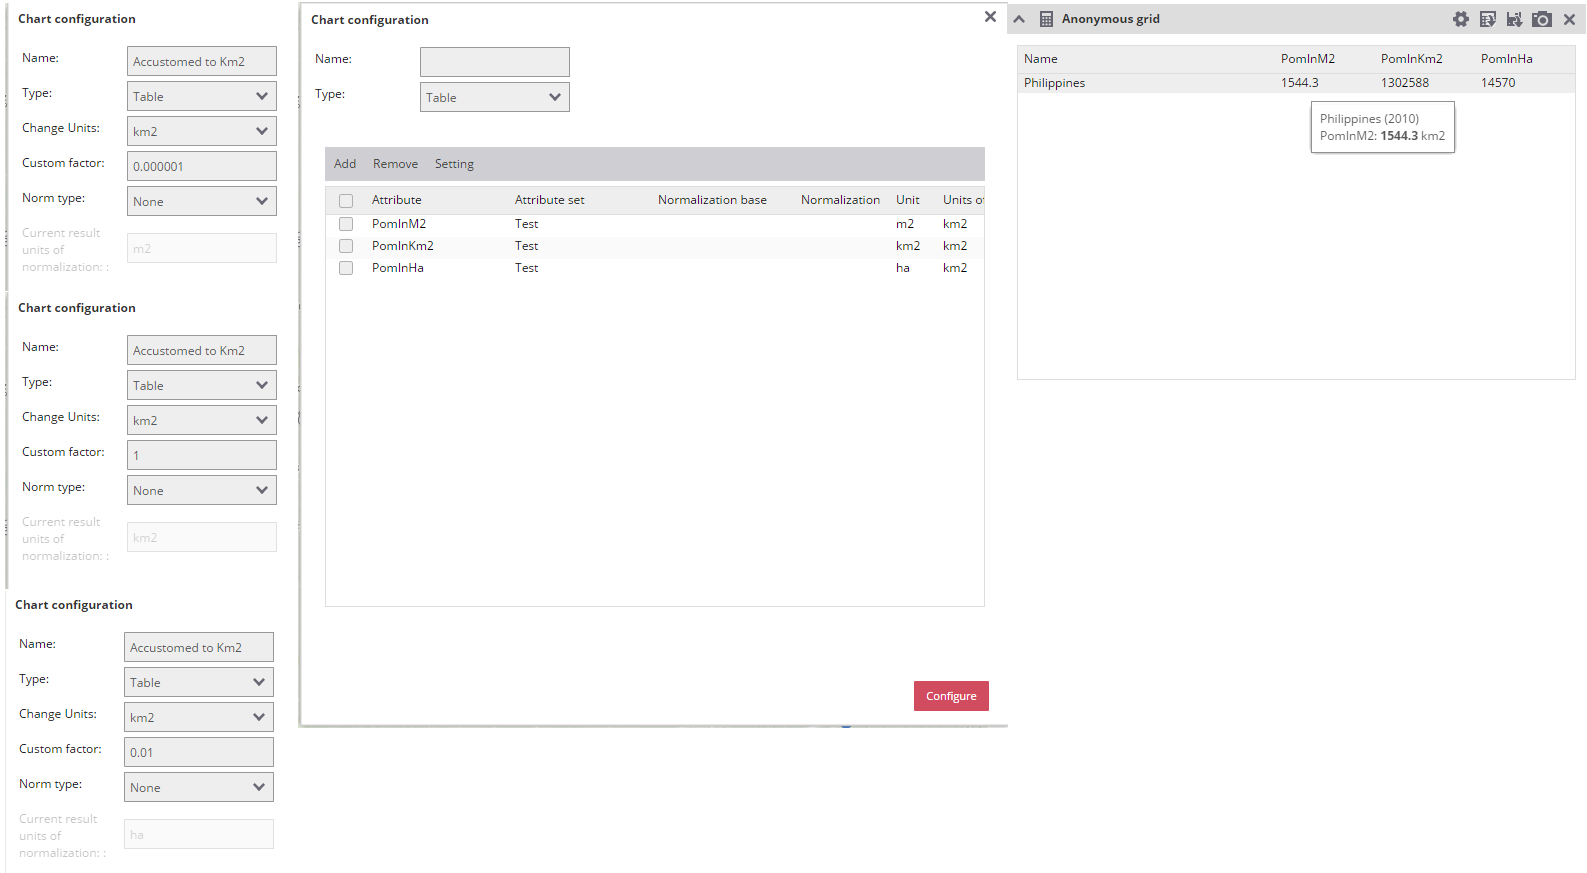 Chart configuration
Name: Accustomed to Km2
Type: Table
Change Units: km2
Custom factor: 0.000001
Norm type: None
Current result
units of
normalization: : m2
Chart configuration
Name: Accustomed to Km2
Type: Table
Change Units: km2
Custom factor: 1
Norm type: None
Current result
units of
normalization: : km2
Chart configuration
Name: Accustomed to Km2
Type: Table
Change Units: km2
Custom factor: 0.01
Norm type: None
Current result
units of
normalization: : ha
Chart configuration
Name:
Type: Table
Add Remove Setting
Attribute Attribute set Normalization base Normalization Unit Units
PomInM2 Test m2 km2
PomInKm2 Test km2 km2
PomInHa Test ha km2
Configure
Anonymous grid
Name PomInM2 PomInKm2 PomInHa
Philippines 1544.3 1302588 14570
Philippines (2010)
PomInM2: 1544.3 km2